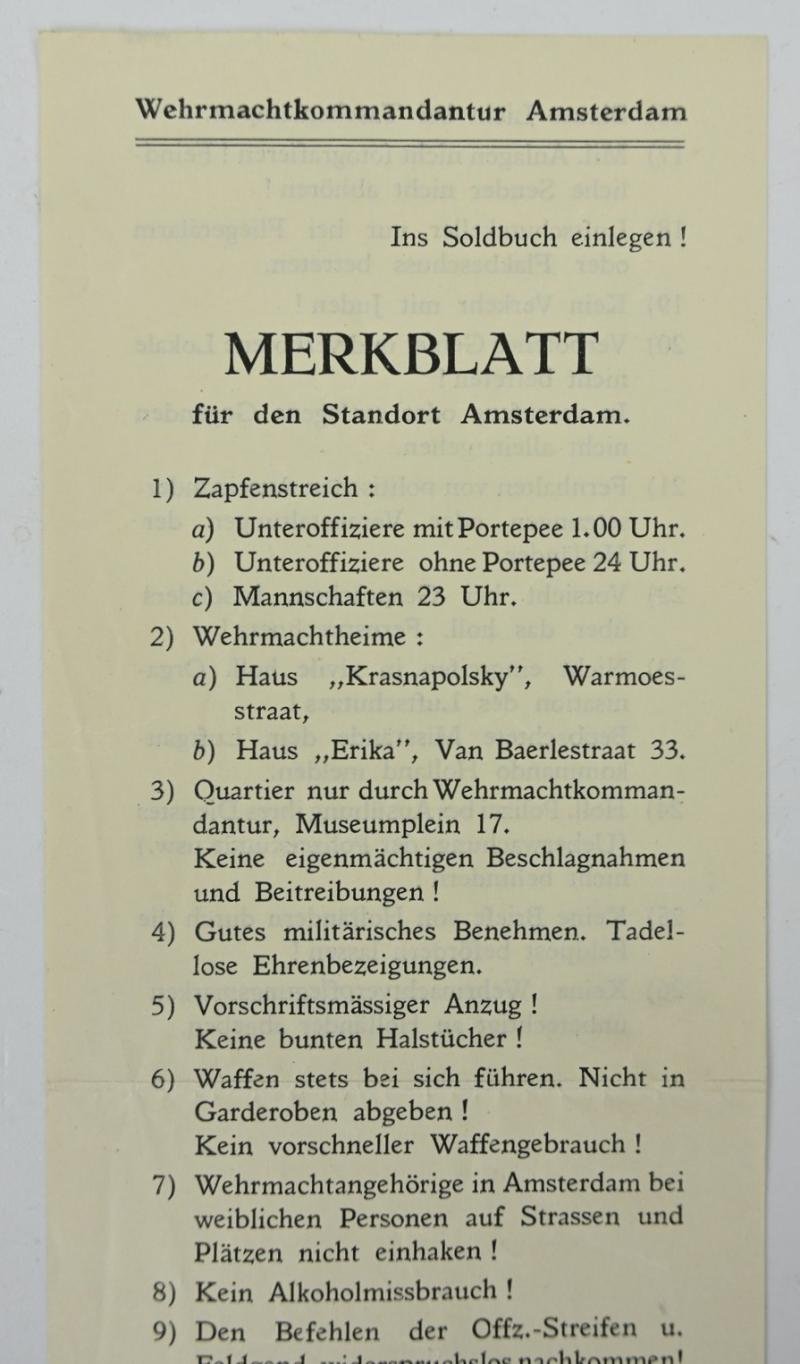 Wehrmachtkommandantur Amsterdam
Ins Soldbuch einlegen !
MERKBLATT
für den Standort Amsterdam.
1) Zapfenstreich :
a) Unteroffiziere mit Portepee 1.00 Uhr.
b) Unteroffiziere ohne Portepee 24 Uhr.
c) Mannschaften 23 Uhr.
2) Wehrmachtheime :
a) Haus „Krasnapolsky”, Warmoes-
straat,
b) Haus „Erika”, Van Baerlestraat 33.
3) Quartier nur durch Wehrmachtkomman-
dantur, Museumplein 17.
Keine eigenmächtigen Beschlagnahmen
und Beitreibungen !
4) Gutes militärisches Benehmen. Tadel-
lose Ehrenbezeigungen.
5) Vorschriftsmässiger Anzug !
Keine bunten Halstücher !
6) Waffen stets bei sich führen. Nicht in
Garderoben abgeben !
Kein vorschneller Waffengebrauch !
7) Wehrmachtangehörige in Amsterdam bei
weiblichen Personen auf Strassen und
Plätzen nicht einhaken !
8) Kein Alkoholmissbrauch !
9) Den Befehlen der Offz.-Streifen u.
widerspruchslos nachkommen!